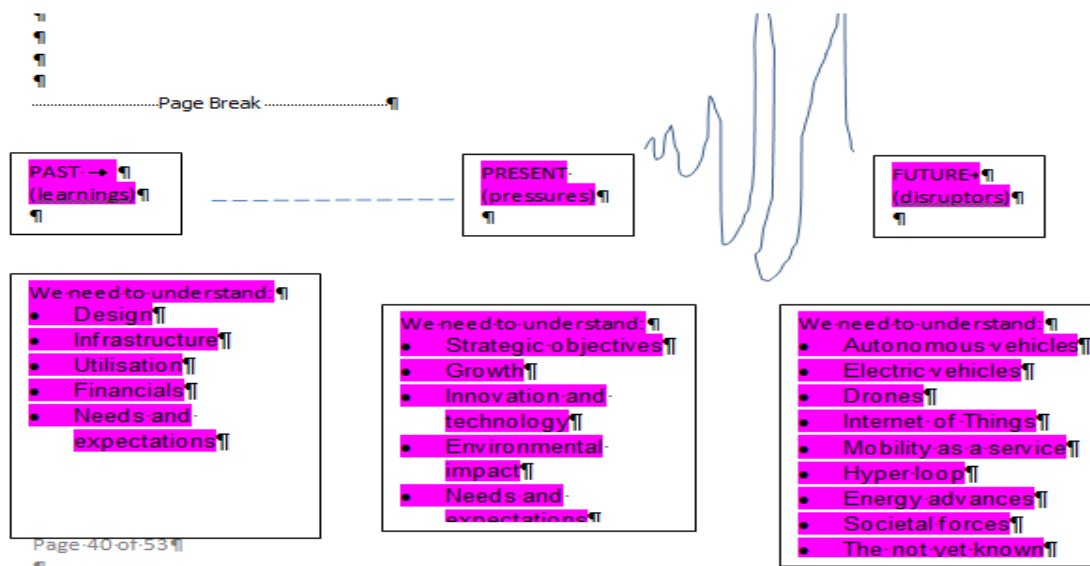 Page Break
PAST
(learnings)
PRESENT
(pressures)
FUTURE
(disruptors)
We need to understand:
• Design
• Infrastructure
• Utilisation
• Financials
• Needs and
expectations
We need to understand:
• Strategic objectives
• Growth
• Innovation and
technology
• Environmental
impact
• Needs and
expectations
We need to understand:
• Autonomous vehicles
• Electric vehicles
• Drones
• Internet of Things
• Mobility as a service
• Hyper loop
• Energy advances
• Societal forces
• The not yet known
Page 40 of 53